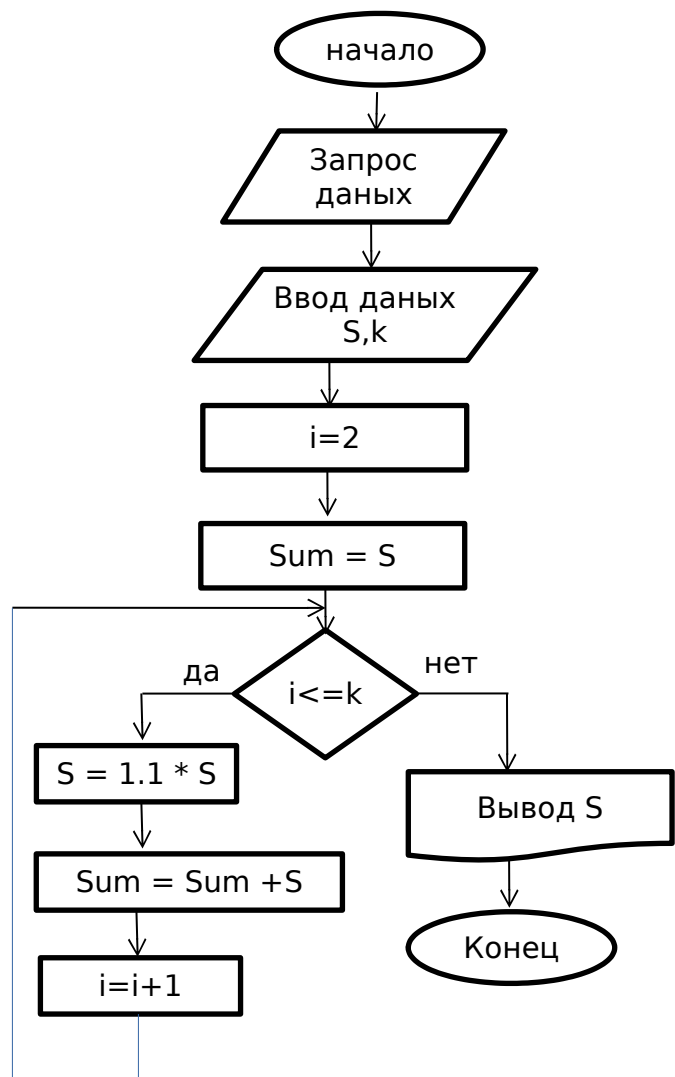 начало
Запрос
даных
Ввод даных
S,k
i=2
Sum = S
i<=k
да
нет
S = 1.1 * S
Sum = Sum +S
i=i+1
Вывод S
Конец